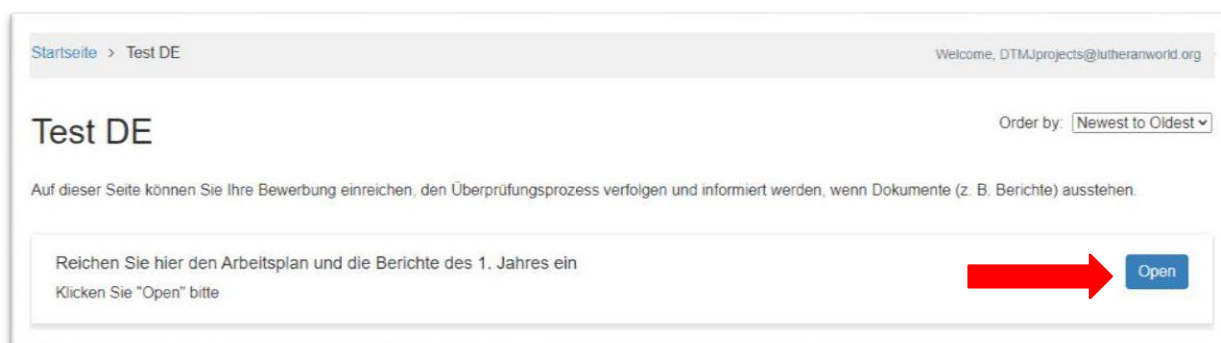 Startseite > Test DE
Welcome, DTMJprojects@lutheranworld.org
Test DE
Order by: Newest to Oldest
Auf dieser Seite können Sie Ihre Bewerbung einreichen, den Überprüfungsprozess verfolgen und informiert werden, wenn Dokumente (z. B. Berichte) ausstehen.
Reichen Sie hier den Arbeitsplan und die Berichte des 1. Jahres ein
Open
Klicken Sie "Open" bitte